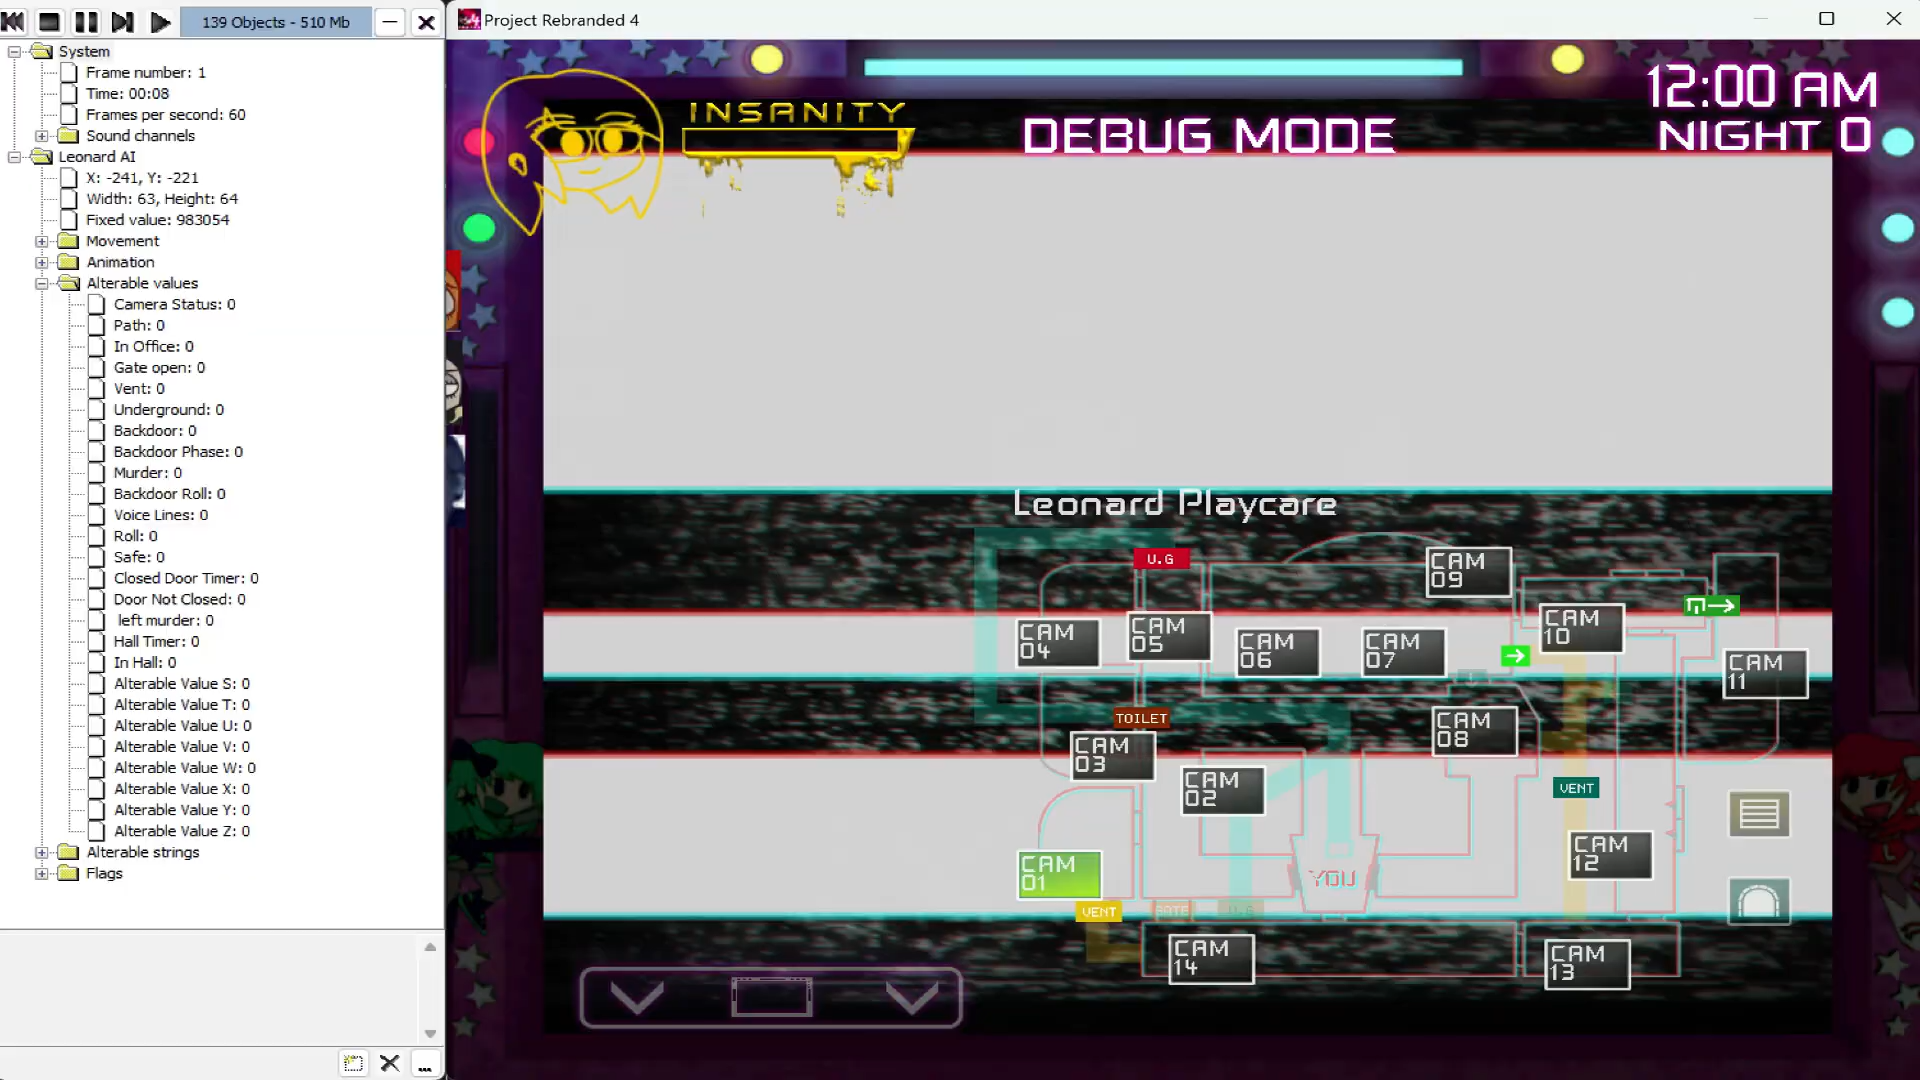 139 Objects - 510 Mb
System
Frame number: 1
Time: 00:08
Frames per second: 60
Sound channels
Leonard AI
X: -241, Y: -221
Width: 63, Height: 64
Fixed value: 983054
Movement
Animation
Alterable values
Camera Status: 0
Path: 0
In Office: 0
Gate open: 0
Vent: 0
Underground: 0
Backdoor: 0
Backdoor Phase: 0
Murder: 0
Backdoor Roll: 0
Voice Lines: 0
Roll: 0
Safe: 0
Closed Door Timer: 0
Door Not Closed: 0
left murder: 0
Hall Timer: 0
In Hall: 0
Alterable Value S: 0
Alterable Value T: 0
Alterable Value U: 0
Alterable Value V: 0
Alterable Value W: 0
Alterable Value X: 0
Alterable Value Y: 0
Alterable Value Z: 0
Alterable strings
Flags
...
Project Rebranded 4
INSANITY
DEBUG MODE
12:00 AM
NIGHT 0
Leonard Playcare
U.G
CAM 09
CAM 10
CAM 04
CAM 05
CAM 06
CAM 07
CAM 11
TOILET
CAM 03
CAM 08
CAM 02
VENT
CAM 12
CAM 01
YOU
VENT
GATE
U.G
CAM 14
CAM 13